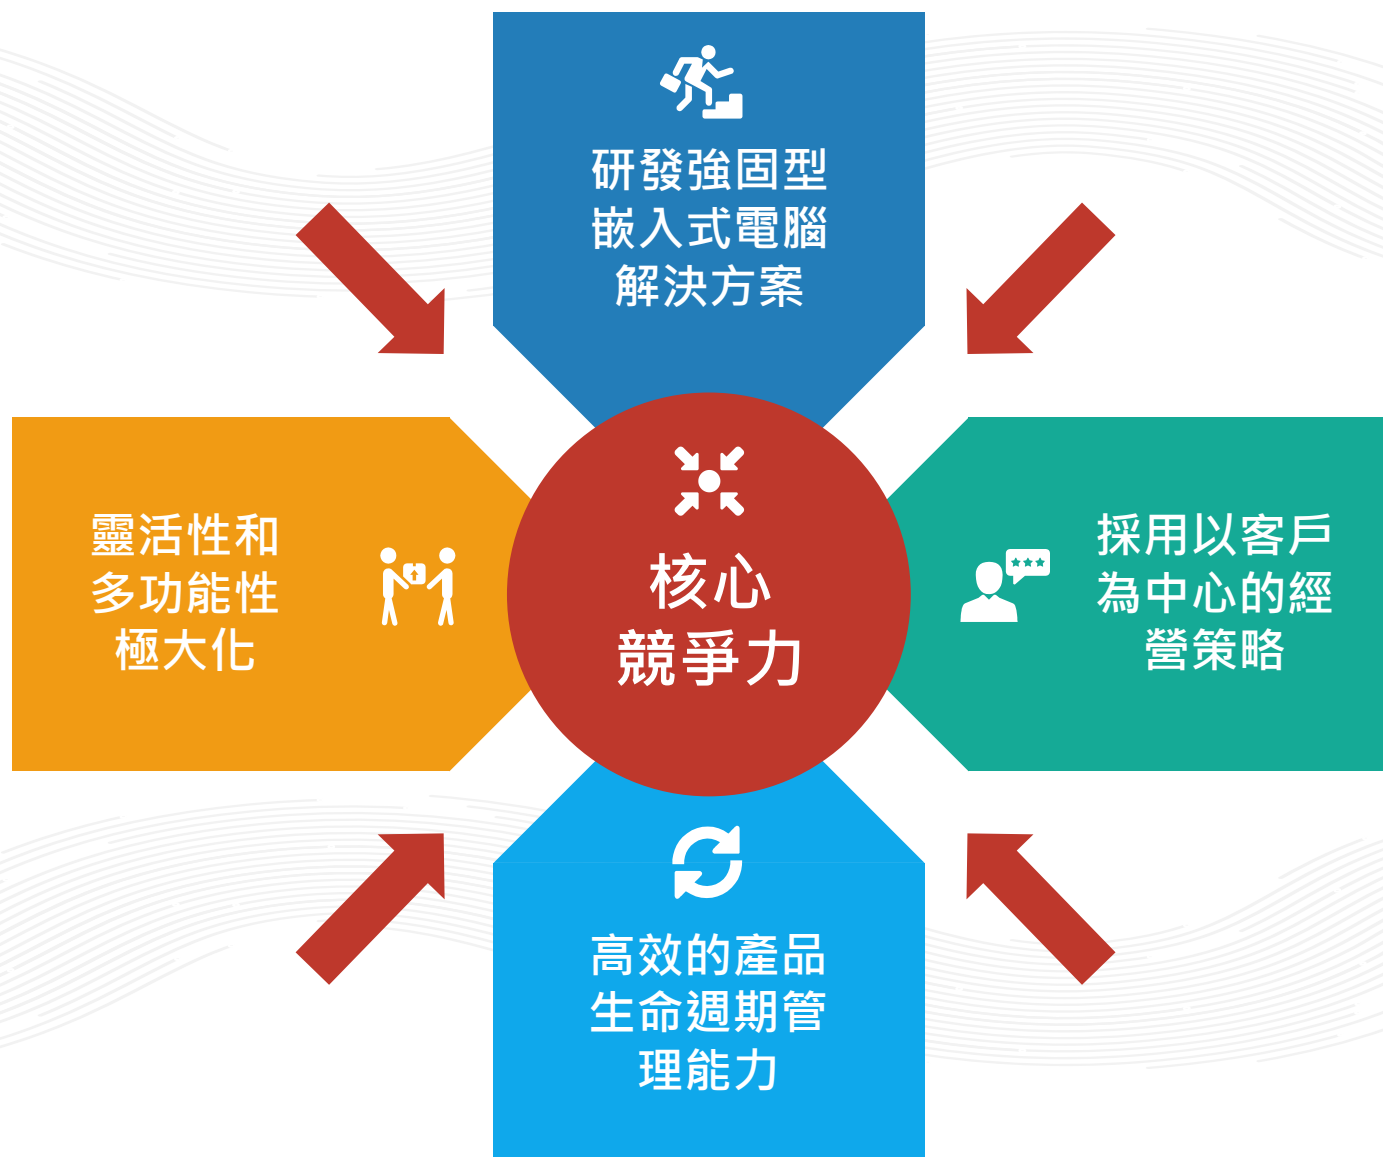 研發強固型
嵌入式電腦
解決方案
靈活性和
多功能性
極大化
核心
競爭力
採用以客戶
為中心的經
營策略
高效的產品
生命週期管
理能力